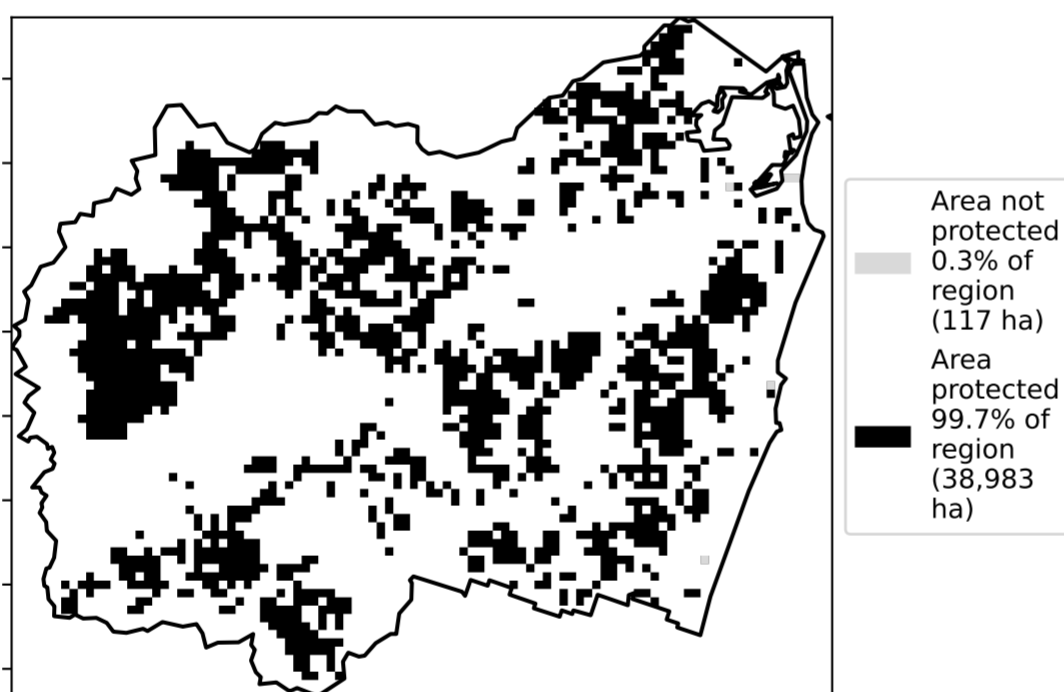 Area not
protected
0.3% of
region
(117 ha)
Area
protected
99.7% of
region
(38,983
ha)